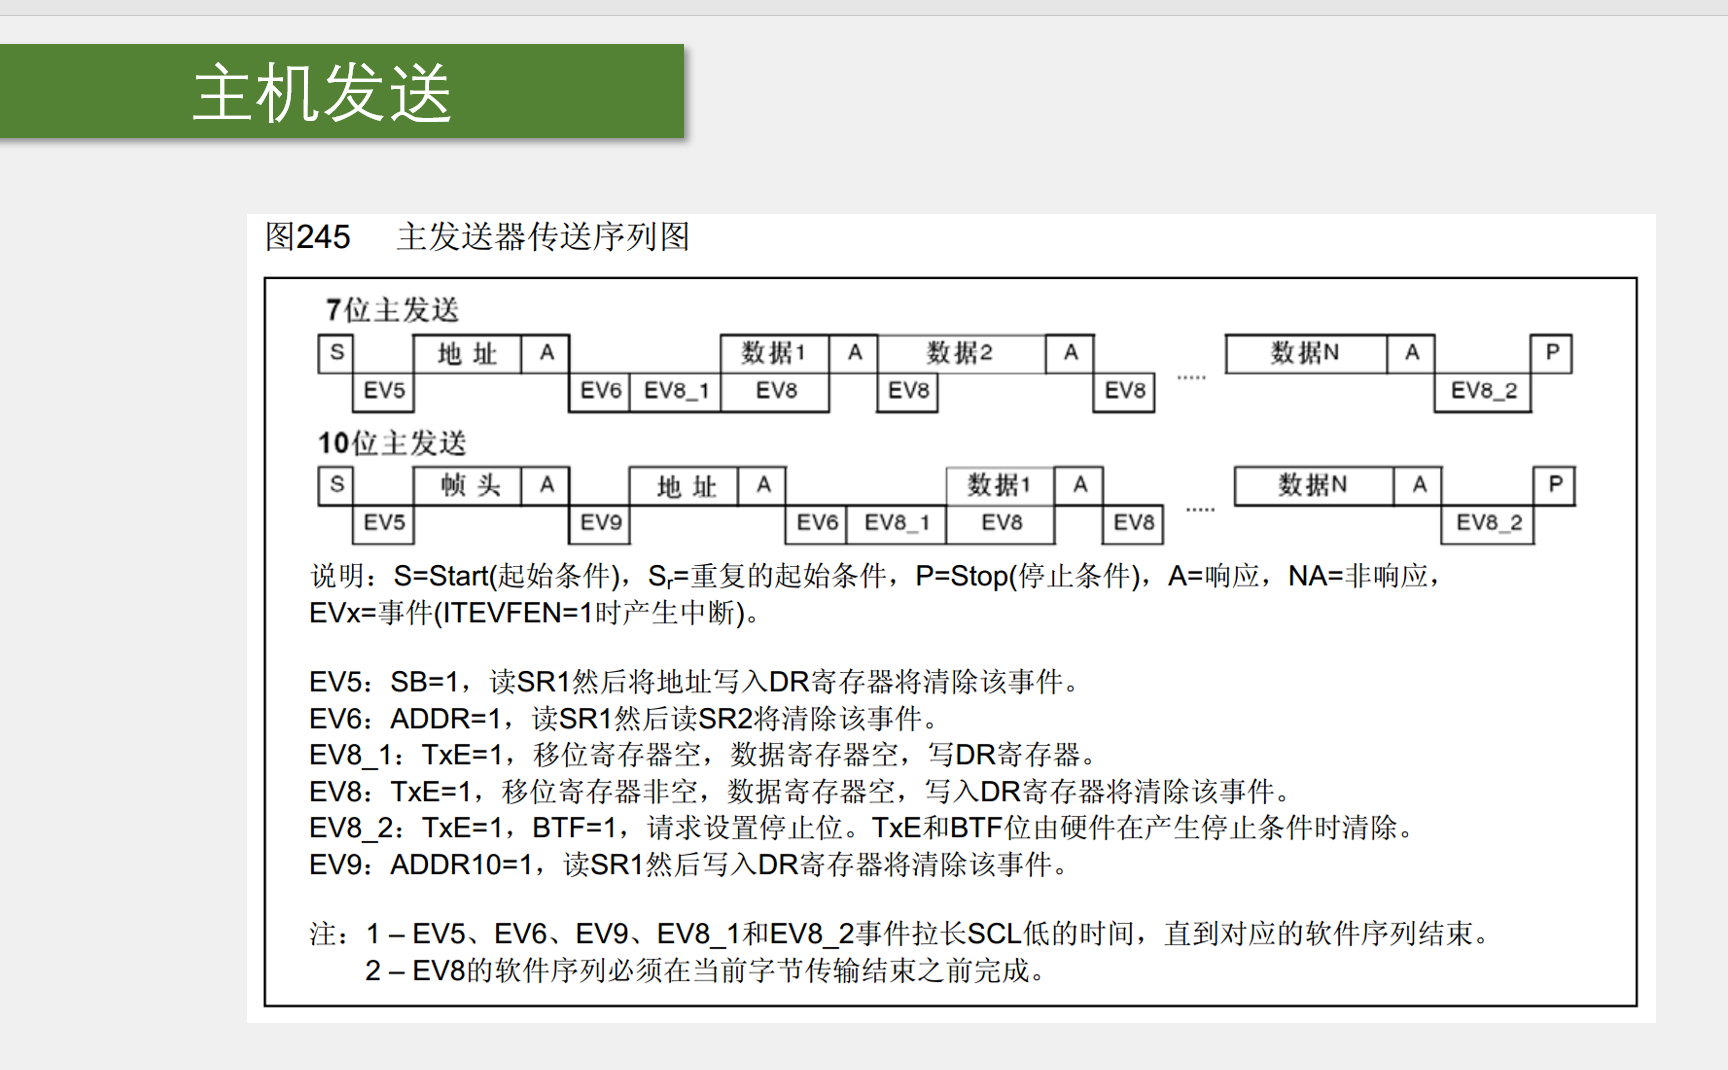 主机发送
图245 主发送器传送序列图
7位主发送
S 地址 A 数据1 A 数据2 A ..... 数据N A P
EV5 EV6 EV8_1 EV8 EV8 EV8 EV8_2
10位主发送
S 帧头 A 地址 A 数据1 A ..... 数据N A P
EV5 EV9 EV6 EV8_1 EV8 EV8 EV8_2
说明：S=Start(起始条件)，Sr=重复的起始条件，P=Stop(停止条件)，A=响应，NA=非响应，
EVx=事件(ITEVFEN=1时产生中断)。
EV5：SB=1，读SR1然后将地址写入DR寄存器将清除该事件。
EV6：ADDR=1，读SR1然后读SR2将清除该事件。
EV8_1：TxE=1，移位寄存器空，数据寄存器空，写DR寄存器。
EV8：TxE=1，移位寄存器非空，数据寄存器空，写入DR寄存器将清除该事件。
EV8_2：TxE=1，BTF=1，请求设置停止位。TxE和BTF位由硬件在产生停止条件时清除。
EV9：ADDR10=1，读SR1然后写入DR寄存器将清除该事件。
注：1 – EV5、EV6、EV9、EV8_1和EV8_2事件拉长SCL低的时间，直到对应的软件序列结束。
2 – EV8的软件序列必须在当前字节传输结束之前完成。